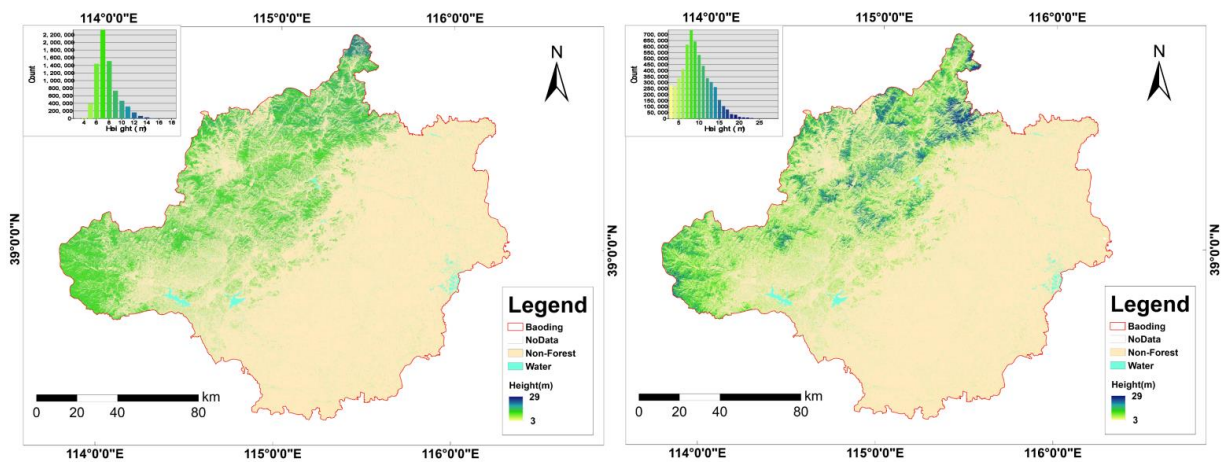 114°0'0"E 115°0'0"E 116°0'0"E
2,200,000
2,000,000
1,800,000
1,600,000
1,400,000
1,200,000
1,000,000
800,000
600,000
400,000
200,000
0
Count
4 6 8 10 12 14 16 18
Height (m)
N
39°0'0"N
Legend
Baoding
NoData
Non-Forest
Water
Height(m)
29
3
km
0 20 40 60 80
114°0'0"E 115°0'0"E 116°0'0"E
114°0'0"E 115°0'0"E 116°0'0"E
700,000
650,000
600,000
550,000
500,000
450,000
400,000
350,000
300,000
250,000
200,000
150,000
100,000
50,000
0
Count
5 10 15 20 25
Height (m)
N
39°0'0"N
Legend
Baoding
NoData
Non-Forest
Water
Height(m)
29
3
km
0 20 40 60 80
114°0'0"E 115°0'0"E 116°0'0"E